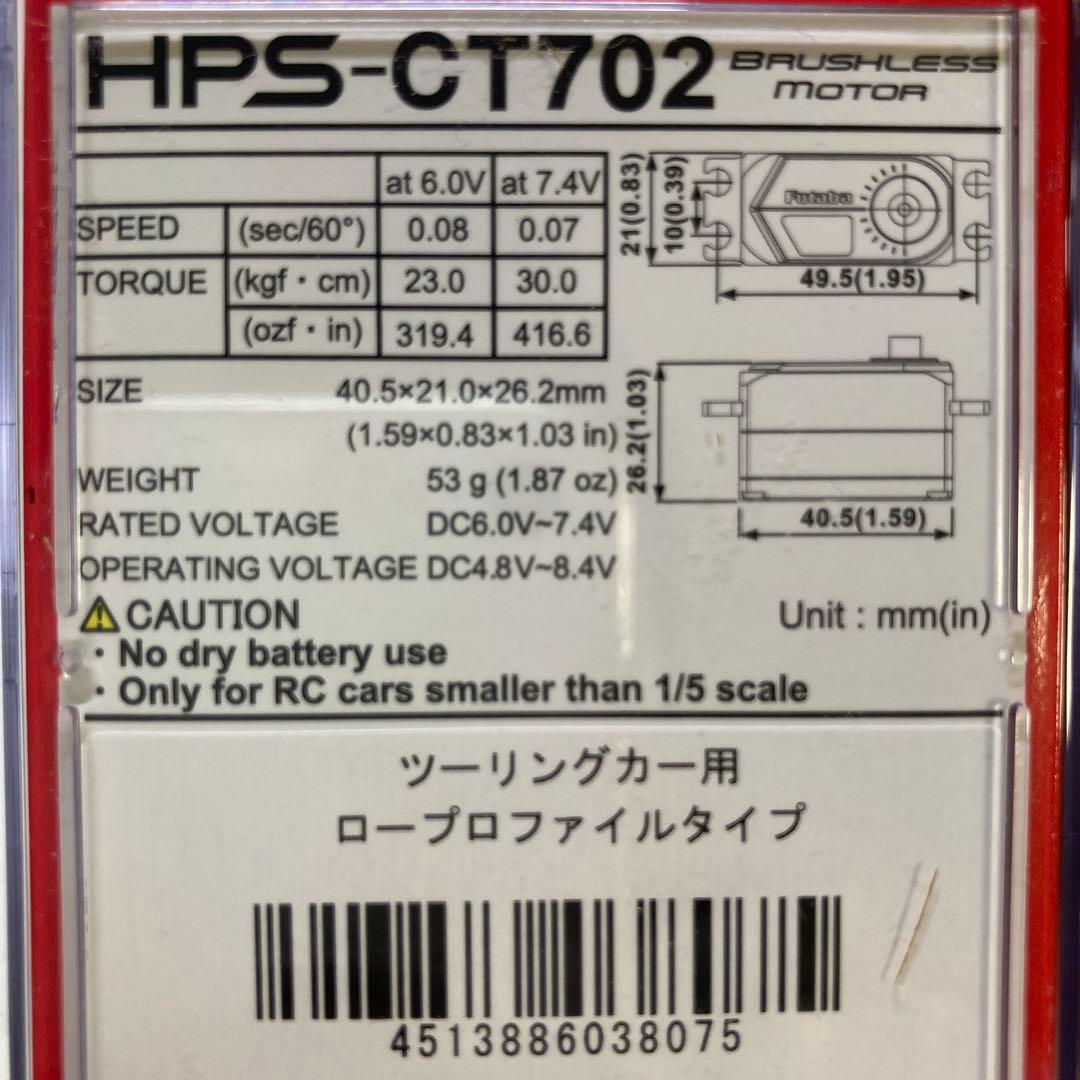 HPS-CT702 BRUSHLESS MOTOR
at 6.0V at 7.4V
SPEED (sec/60°) 0.08 0.07
TORQUE (kgf・cm) 23.0 30.0
(ozf・in) 319.4 416.6
SIZE 40.5×21.0×26.2mm
(1.59×0.83×1.03 in)
WEIGHT 53 g (1.87 oz)
RATED VOLTAGE DC6.0V~7.4V
OPERATING VOLTAGE DC4.8V~8.4V
21(0.83)
10(0.39)
Futaba
49.5(1.95)
26.2(1.03)
40.5(1.59)
Unit : mm(in)
CAUTION
・No dry battery use
・Only for RC cars smaller than 1/5 scale
ツーリングカー用
ロープロファイルタイプ
4513886038075